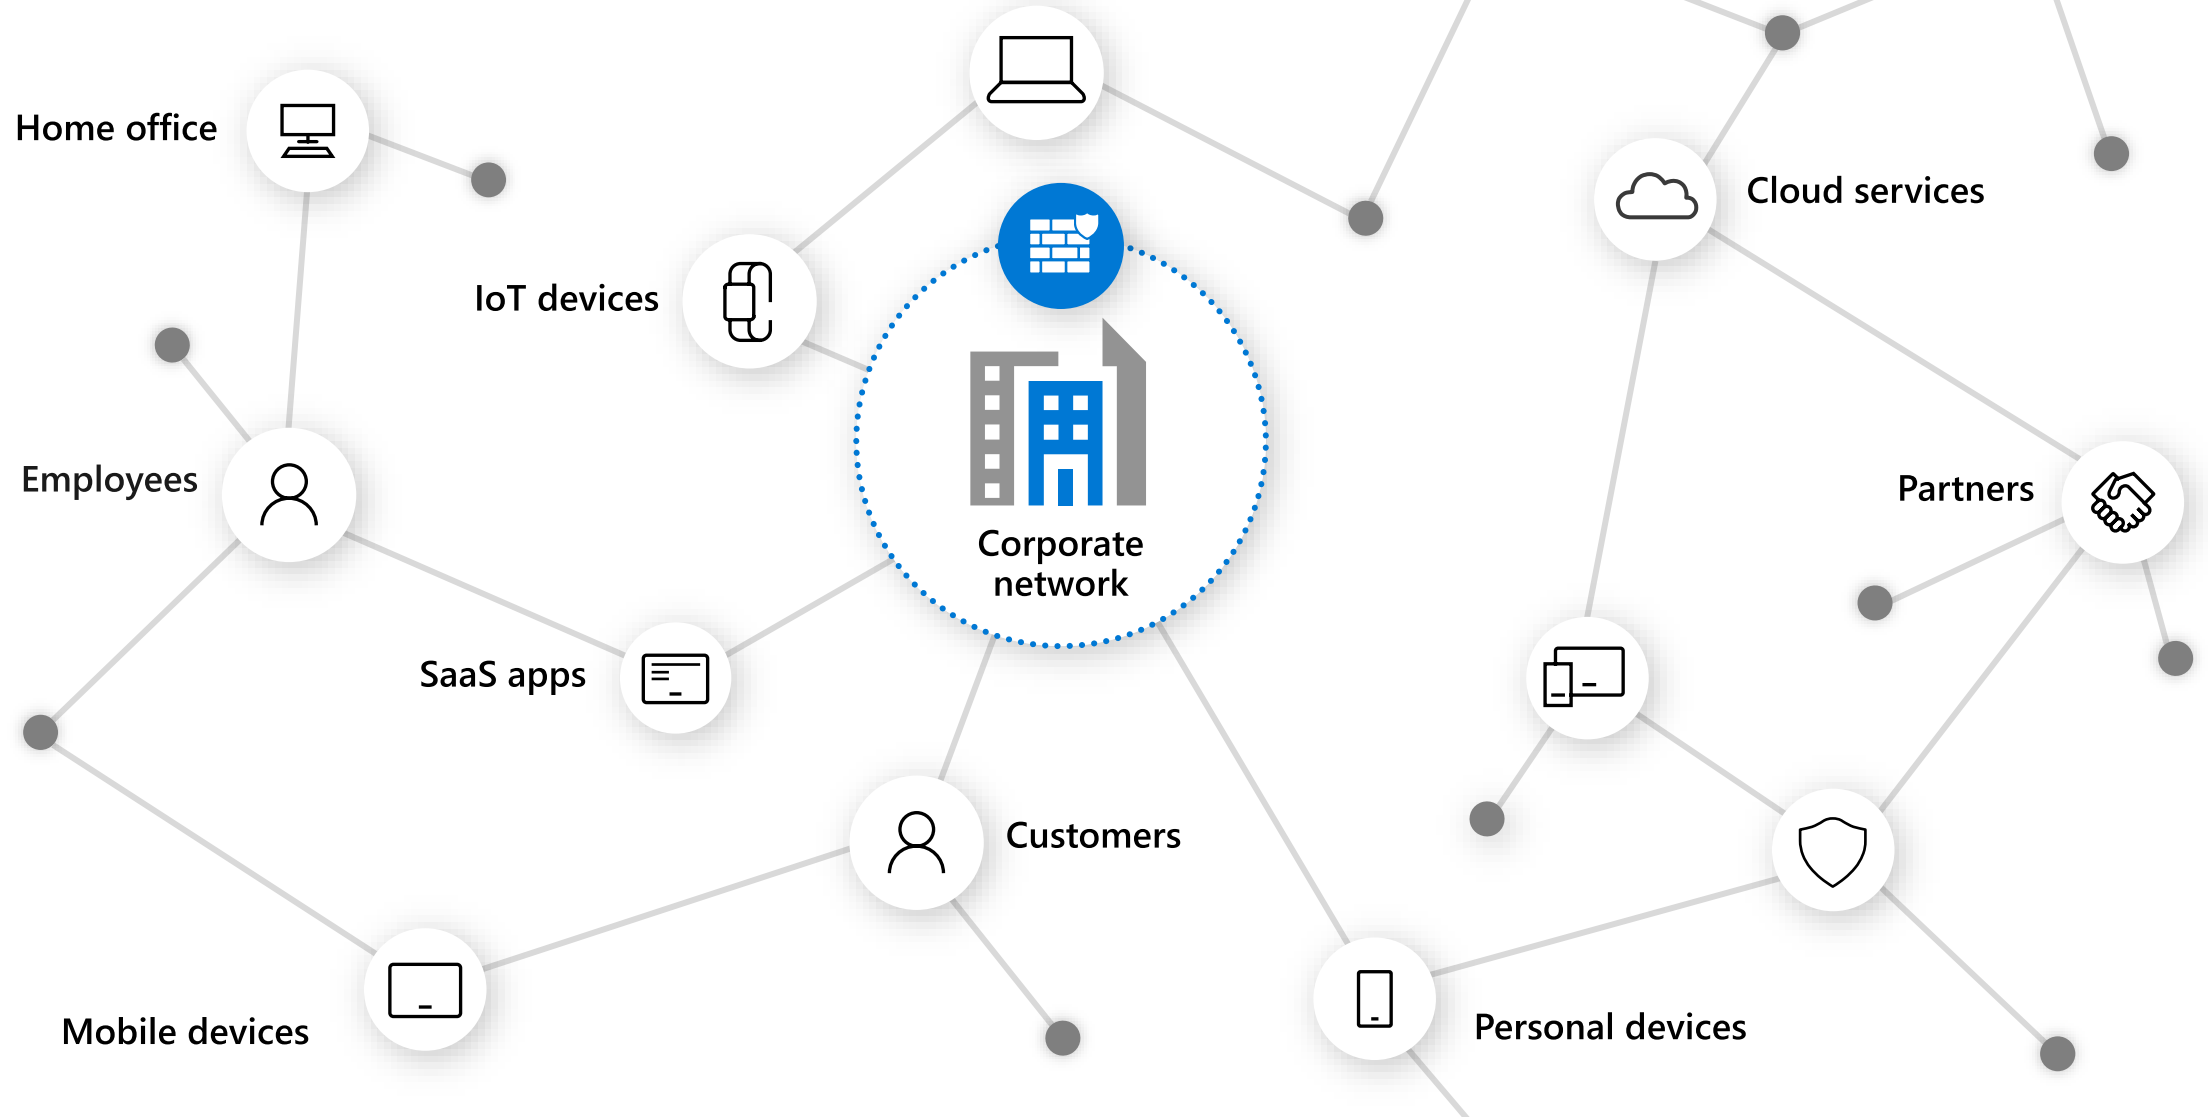 Home office
Cloud services
IoT devices
Employees
Partners
Corporate
network
SaaS apps
Customers
Mobile devices
Personal devices